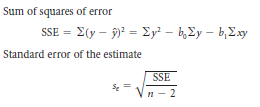 Sum of squares of error
SSE = Σ(y − ŷ)² = Σy² − b₀Σy − b₁Σxy
Standard error of the estimate
sₑ = √(SSE / (n − 2))